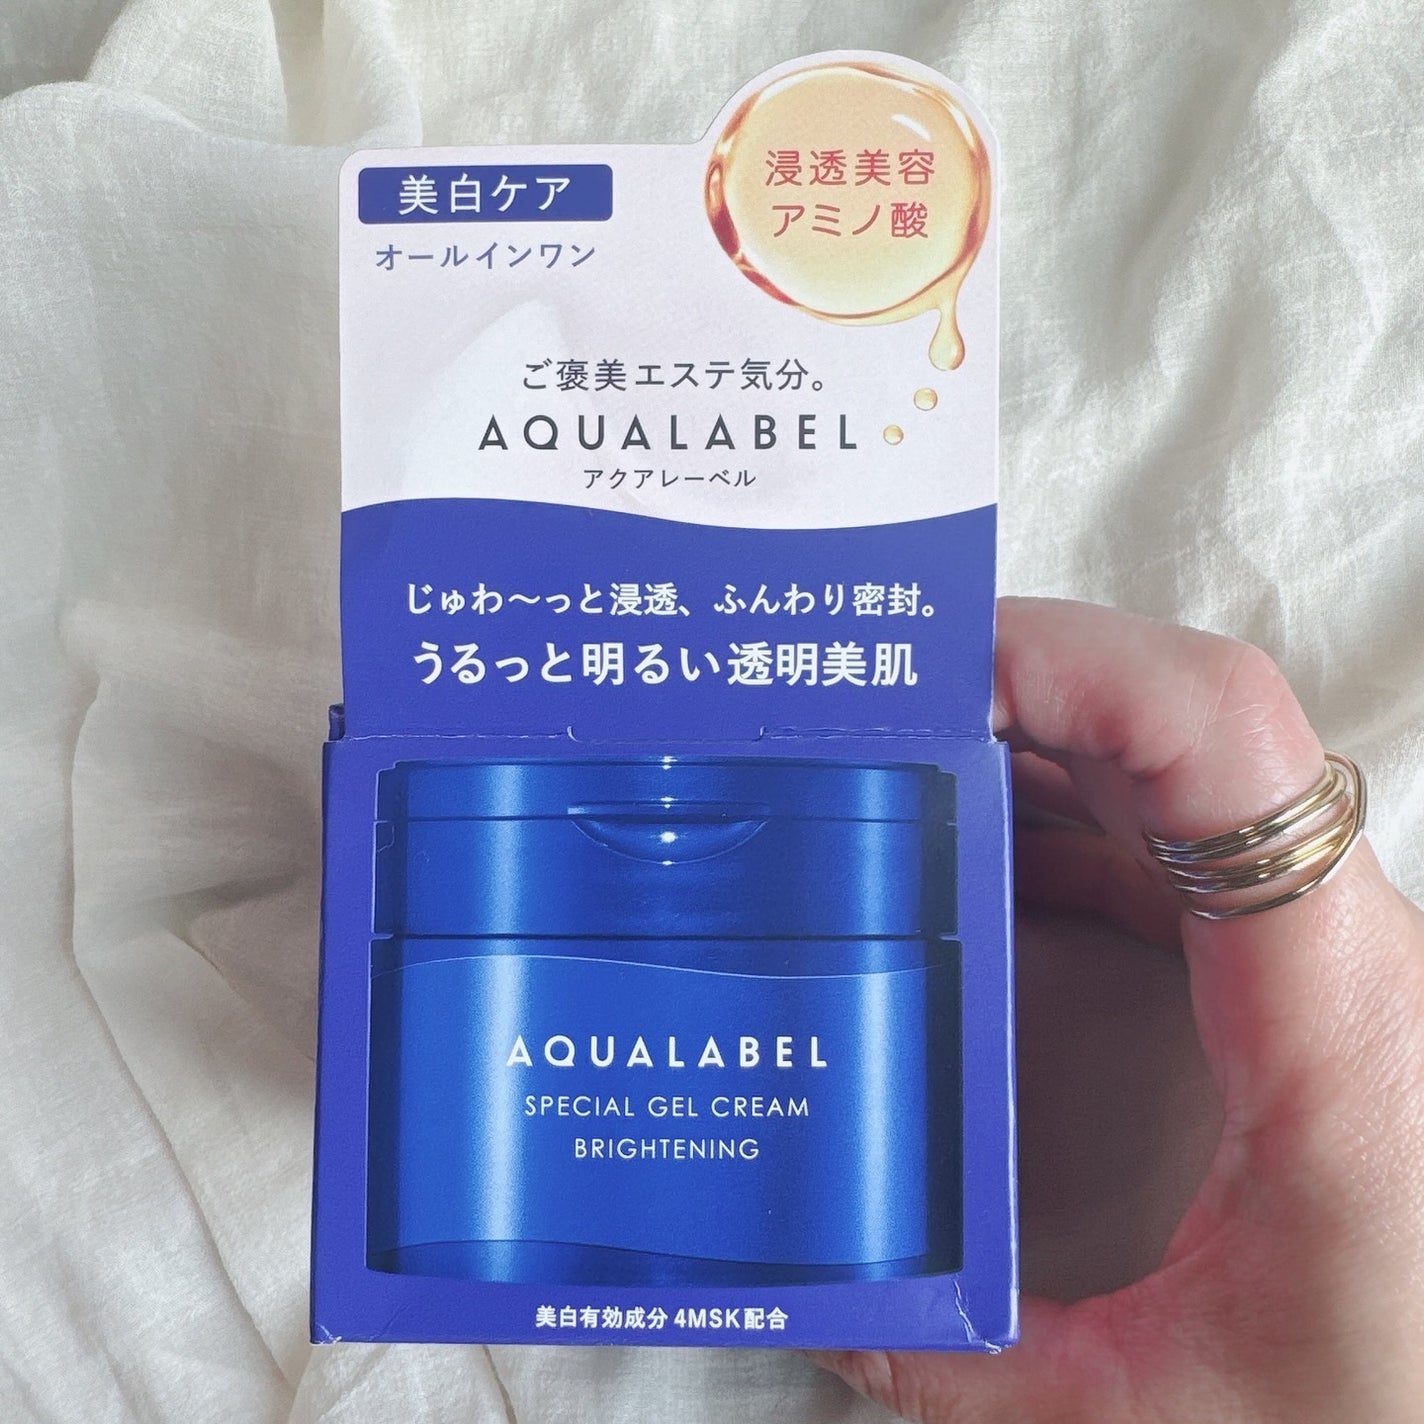 美白ケア
オールインワン
浸透美容
アミノ酸
ご褒美エステ気分。
AQUALABEL
アクアレーベル
じゅわ〜っと浸透、ふんわり密封。
うるっと明るい透明美肌
AQUALABEL
SPECIAL GEL CREAM
BRIGHTENING
美白有効成分 4MSK配合